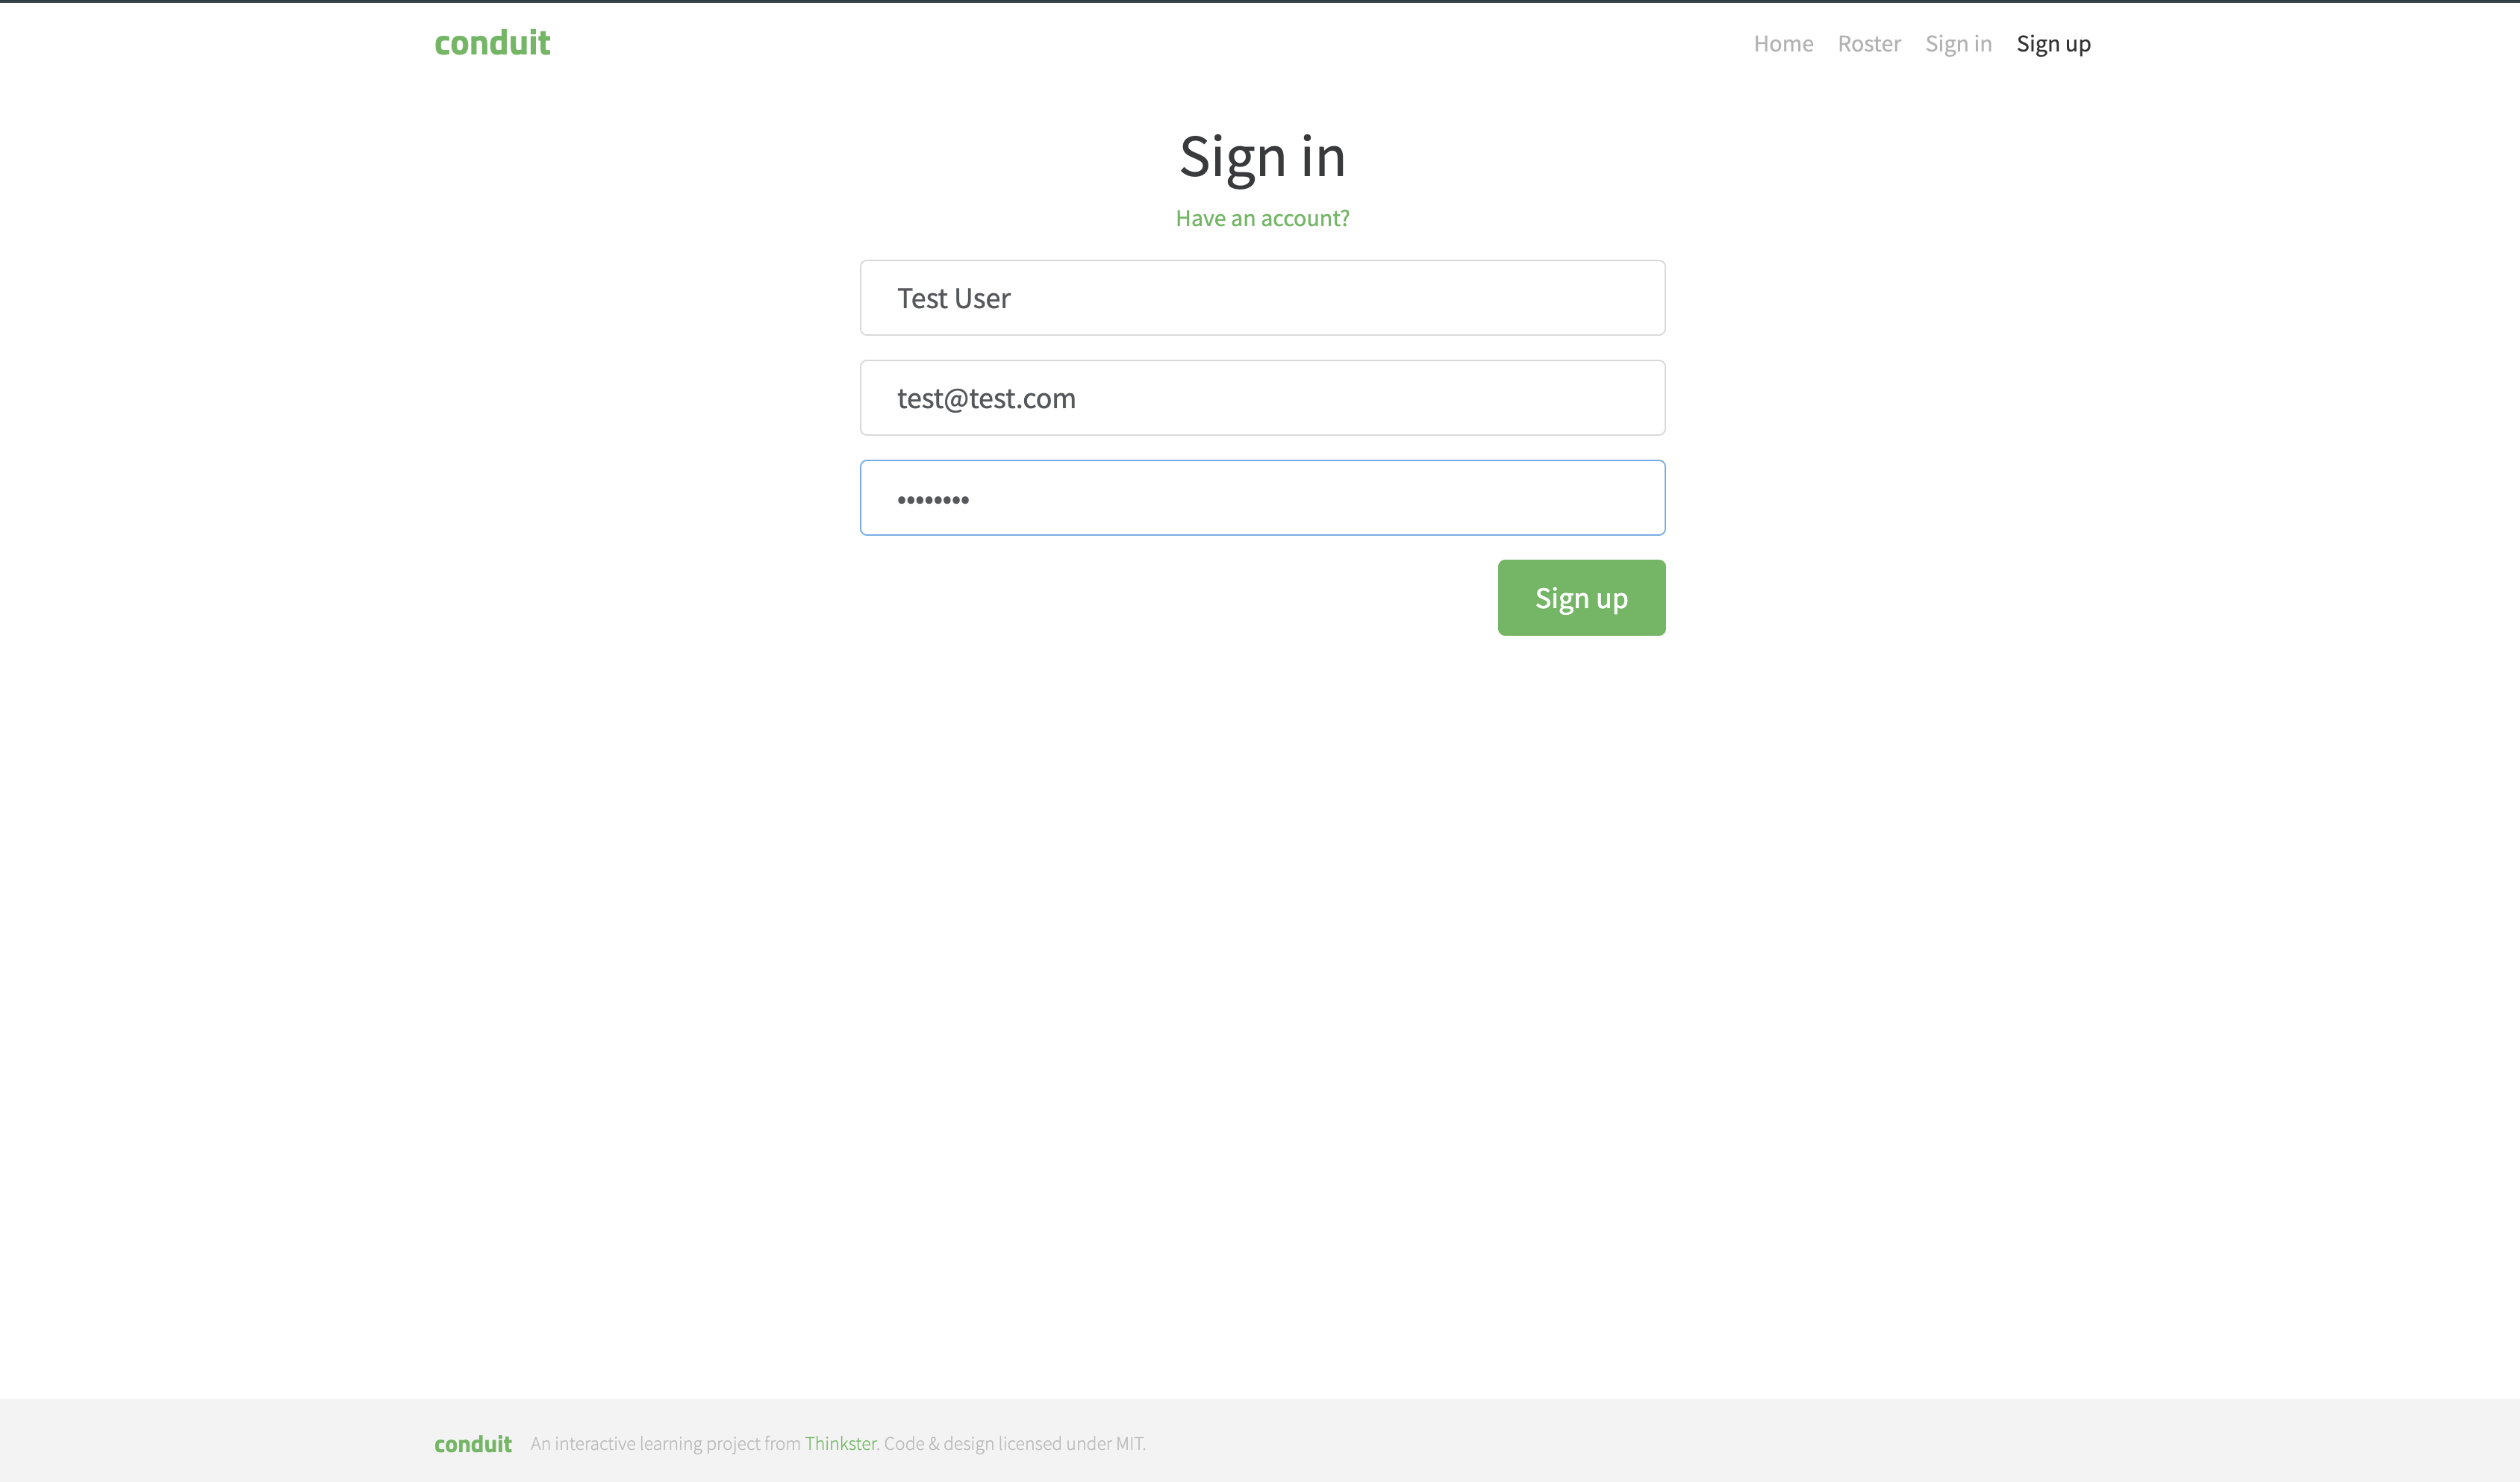 conduit
Home Roster Sign in Sign up
Sign in
Have an account?
Test User
test@test.com
••••••••
Sign up
conduit An interactive learning project from Thinkster. Code & design licensed under MIT.